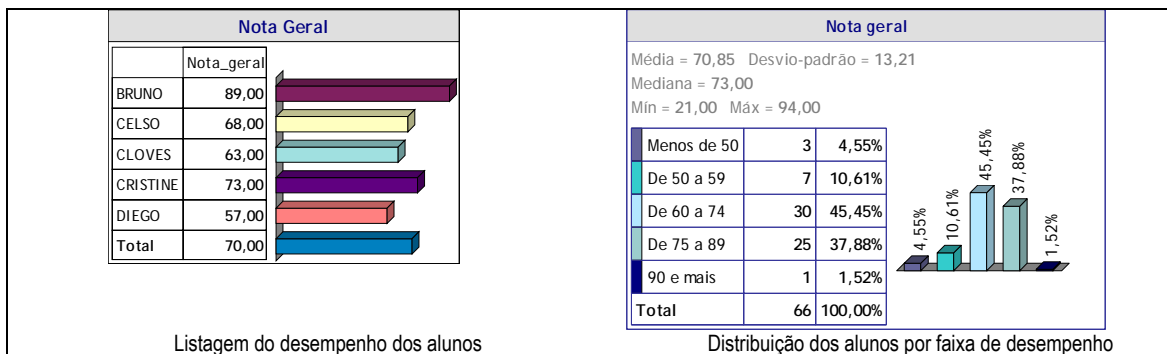 Nota Geral
Nota_geral
BRUNO 89,00
CELSO 68,00
CLOVES 63,00
CRISTINE 73,00
DIEGO 57,00
Total 70,00
Listagem do desempenho dos alunos
Nota geral
Média = 70,85 Desvio-padrão = 13,21
Mediana = 73,00
Mín = 21,00 Máx = 94,00
Menos de 50 3 4,55%
De 50 a 59 7 10,61%
De 60 a 74 30 45,45%
De 75 a 89 25 37,88%
90 e mais 1 1,52%
Total 66 100,00%
4,55%
10,61%
45,45%
37,88%
1,52%
Distribuição dos alunos por faixa de desempenho